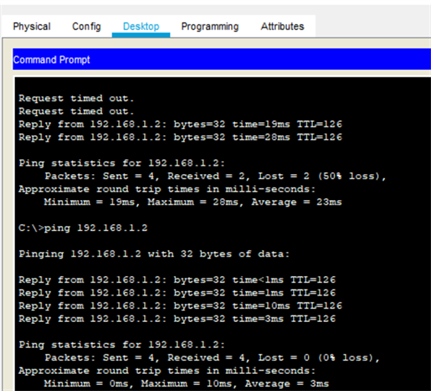 Physical Config Desktop Programming Attributes
Command Prompt
Request timed out.
Request timed out.
Reply from 192.168.1.2: bytes=32 time=19ms TTL=126
Reply from 192.168.1.2: bytes=32 time=28ms TTL=126
Ping statistics for 192.168.1.2:
Packets: Sent = 4, Received = 2, Lost = 2 (50% loss),
Approximate round trip times in milli-seconds:
Minimum = 19ms, Maximum = 28ms, Average = 23ms
C:\>ping 192.168.1.2
Pinging 192.168.1.2 with 32 bytes of data:
Reply from 192.168.1.2: bytes=32 time<1ms TTL=126
Reply from 192.168.1.2: bytes=32 time=1ms TTL=126
Reply from 192.168.1.2: bytes=32 time=10ms TTL=126
Reply from 192.168.1.2: bytes=32 time=3ms TTL=126
Ping statistics for 192.168.1.2:
Packets: Sent = 4, Received = 4, Lost = 0 (0% loss),
Approximate round trip times in milli-seconds:
Minimum = 0ms, Maximum = 10ms, Average = 3ms